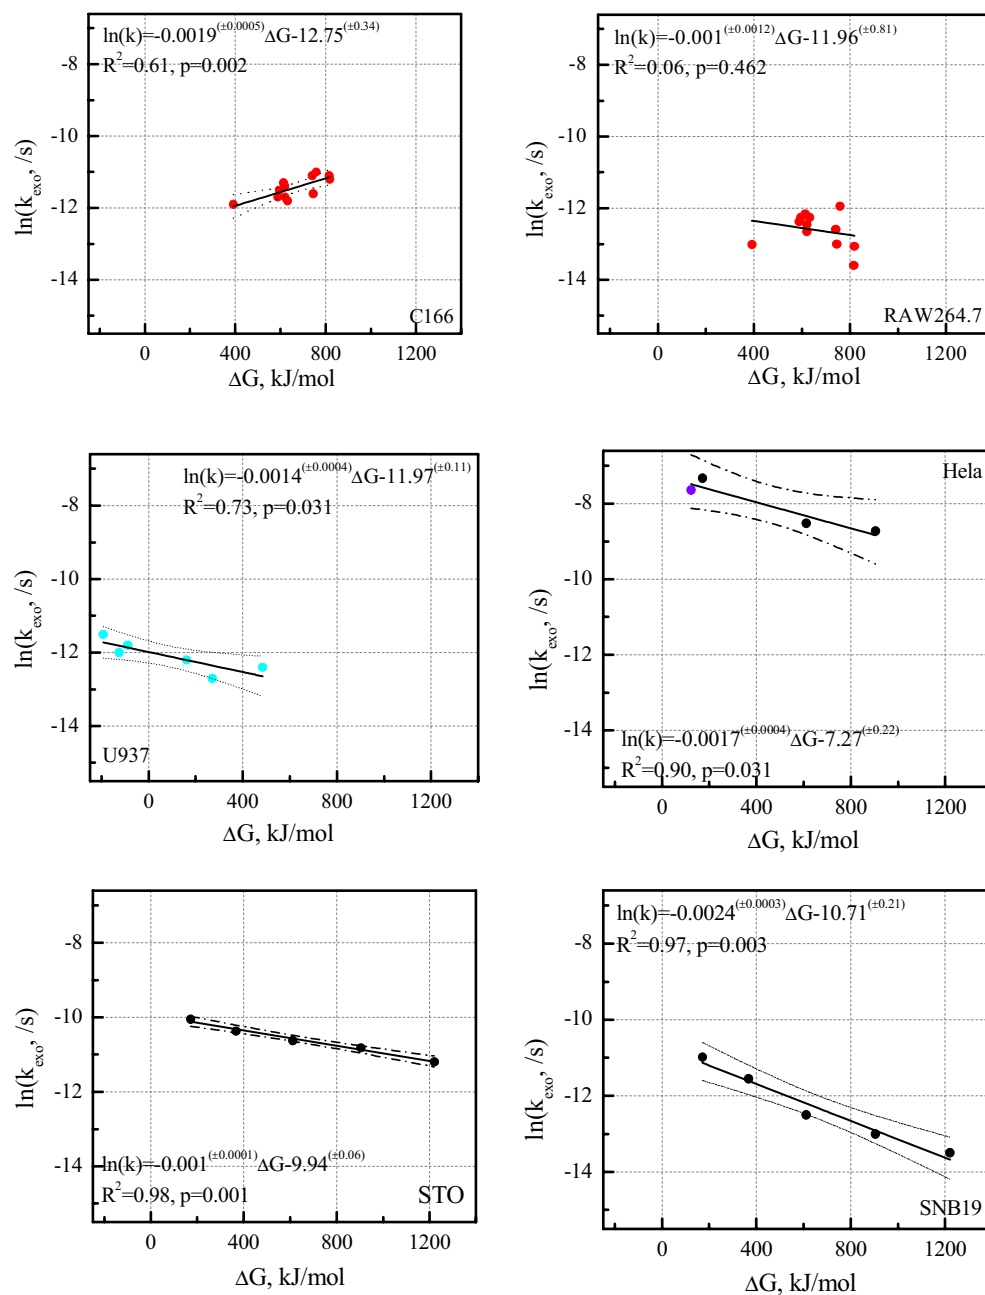 ln(k)=-0.0019(±0.0005)ΔG-12.75(±0.34)
R2=0.61, p=0.002
-8
-10
-12
-14
ln(kexo, /s)
C166
0 400 800 1200
ΔG, kJ/mol
ln(k)=-0.001(±0.0012)ΔG-11.96(±0.81)
R2=0.06, p=0.462
-8
-10
-12
-14
ln(kexo, /s)
RAW264.7
0 400 800 1200
ΔG, kJ/mol
ln(k)=-0.0014(±0.0004)ΔG-11.97(±0.11)
R2=0.73, p=0.031
-8
-10
-12
-14
ln(kexo, /s)
U937
0 400 800 1200
ΔG, kJ/mol
Hela
-8
-10
-12
-14
ln(kexo, /s)
ln(k)=-0.0017(±0.0004)ΔG-7.27(±0.22)
R2=0.90, p=0.031
0 400 800 1200
ΔG, kJ/mol
-8
-10
-12
-14
ln(kexo, /s)
ln(k)=-0.001(±0.0001)ΔG-9.94(±0.06)
R2=0.98, p=0.001
STO
0 400 800 1200
ΔG, kJ/mol
ln(k)=-0.0024(±0.0003)ΔG-10.71(±0.21)
R2=0.97, p=0.003
-8
-10
-12
-14
ln(kexo, /s)
SNB19
0 400 800 1200
ΔG, kJ/mol